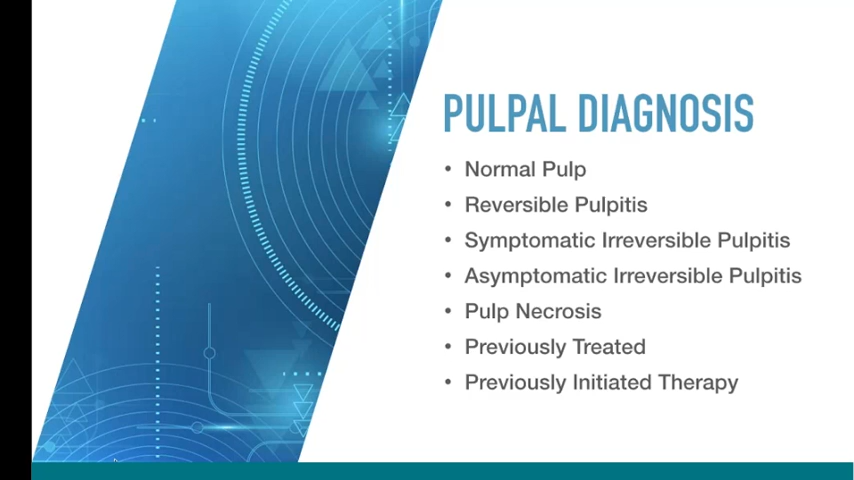 PULPAL DIAGNOSIS
• Normal Pulp
• Reversible Pulpitis
• Symptomatic Irreversible Pulpitis
• Asymptomatic Irreversible Pulpitis
• Pulp Necrosis
• Previously Treated
• Previously Initiated Therapy